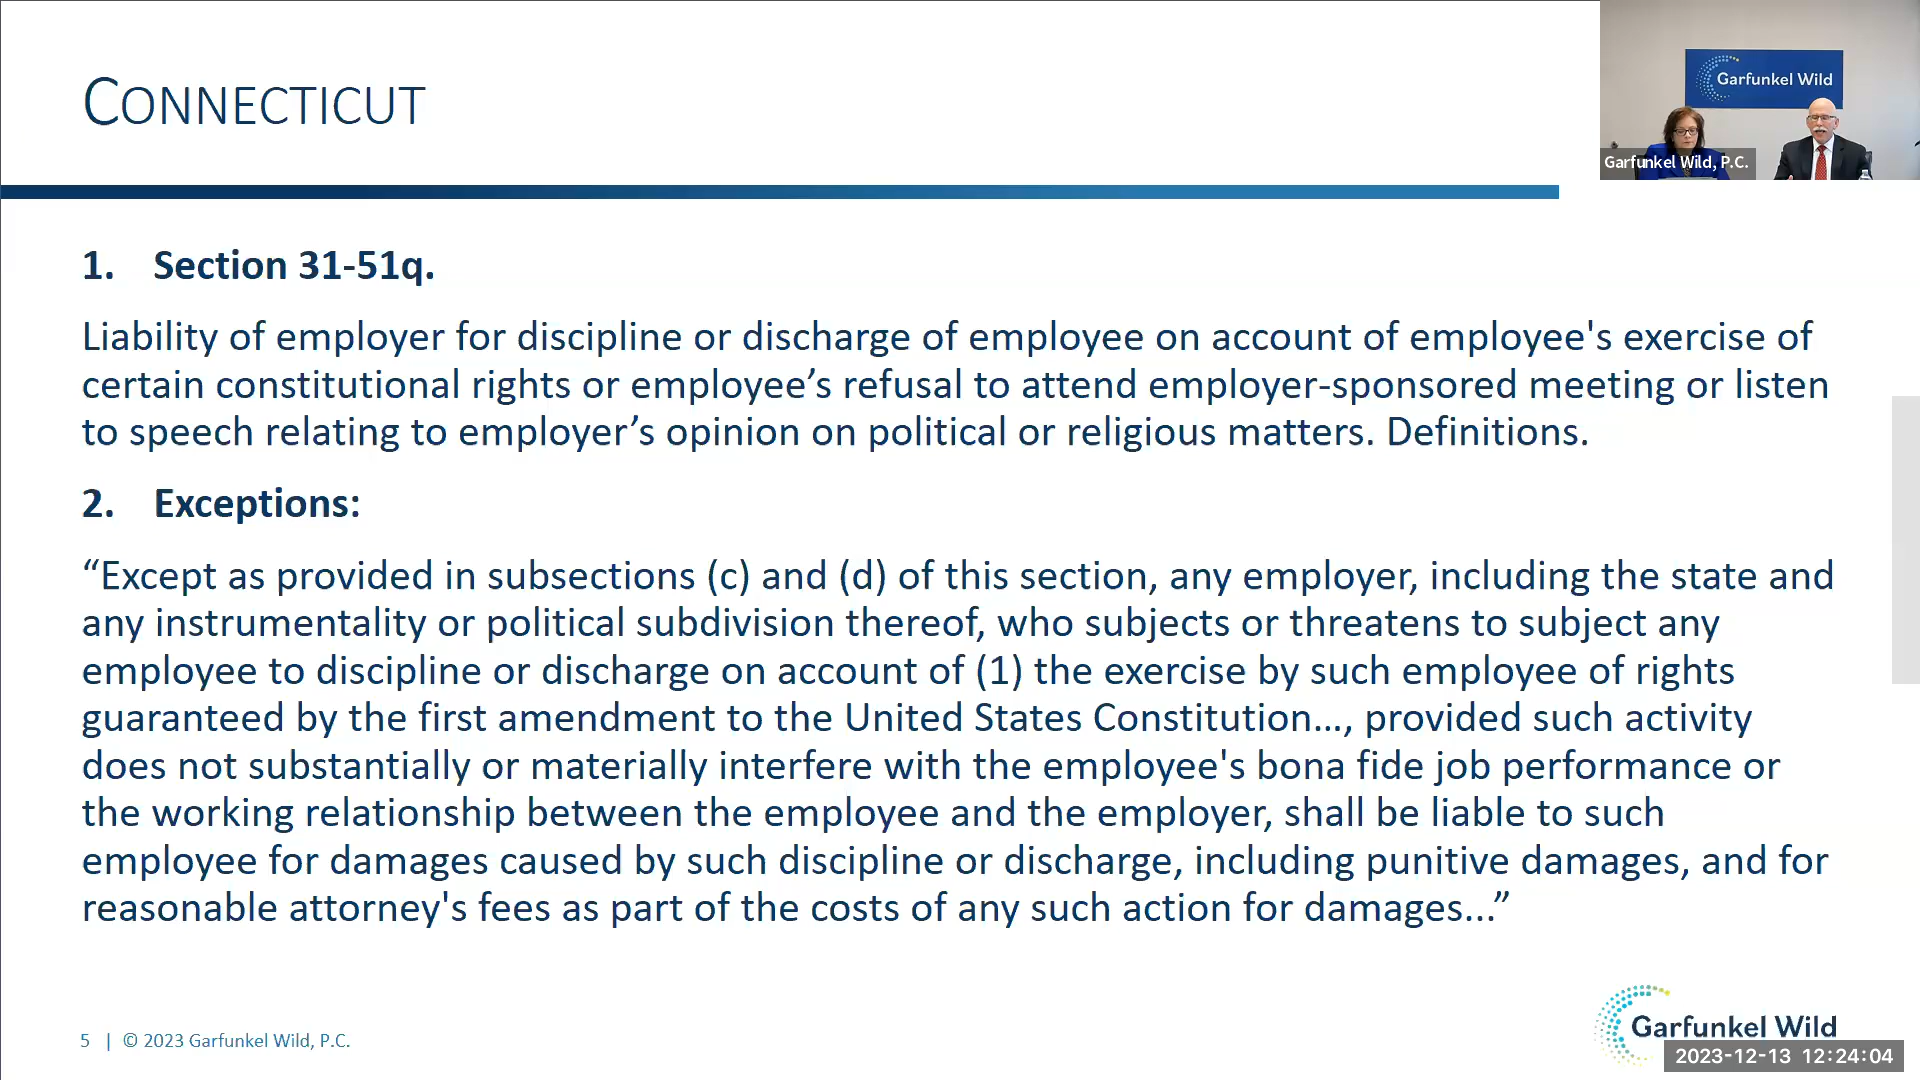 CONNECTICUT
Garfunkel Wild
Garfunkel Wild, P.C.
1. Section 31-51q.
Liability of employer for discipline or discharge of employee on account of employee's exercise of
certain constitutional rights or employee’s refusal to attend employer-sponsored meeting or listen
to speech relating to employer’s opinion on political or religious matters. Definitions.
2. Exceptions:
“Except as provided in subsections (c) and (d) of this section, any employer, including the state and
any instrumentality or political subdivision thereof, who subjects or threatens to subject any
employee to discipline or discharge on account of (1) the exercise by such employee of rights
guaranteed by the first amendment to the United States Constitution…, provided such activity
does not substantially or materially interfere with the employee's bona fide job performance or
the working relationship between the employee and the employer, shall be liable to such
employee for damages caused by such discipline or discharge, including punitive damages, and for
reasonable attorney's fees as part of the costs of any such action for damages...”
5 | © 2023 Garfunkel Wild, P.C.
Garfunkel Wild
2023-12-13 12:24:04